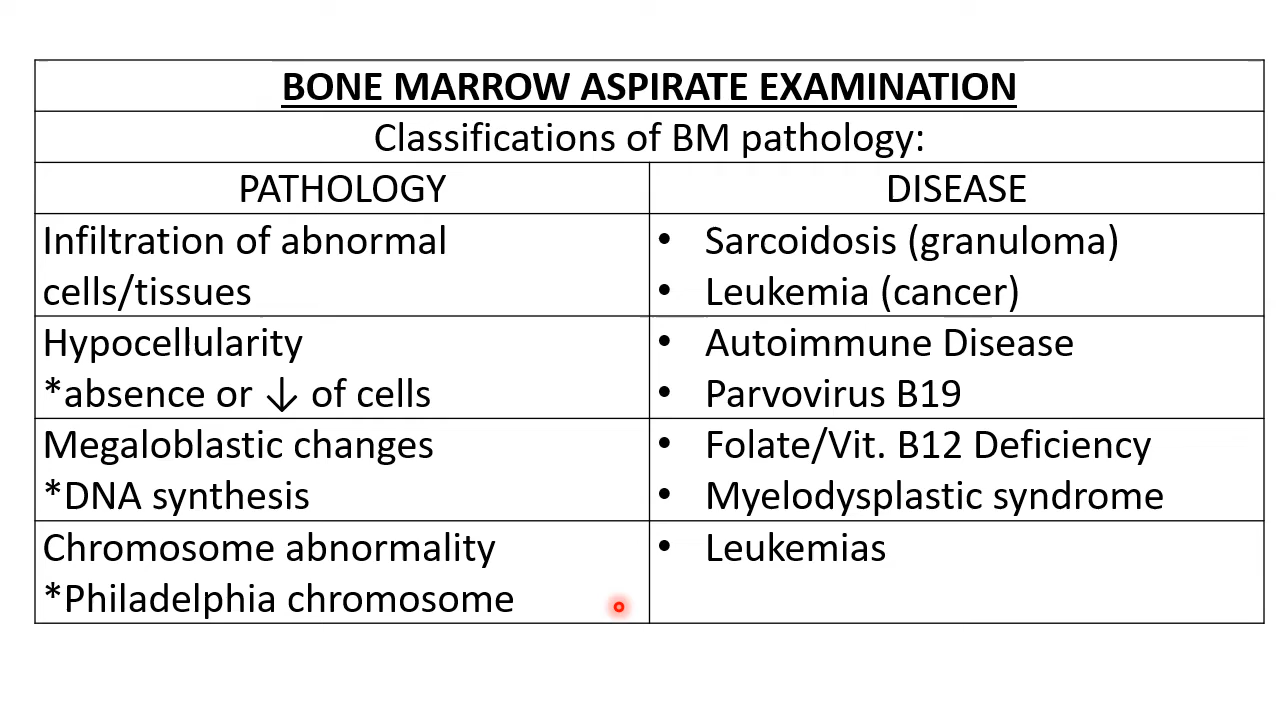 BONE MARROW ASPIRATE EXAMINATION
Classifications of BM pathology:
PATHOLOGY
DISEASE
Infiltration of abnormal
cells/tissues
• Sarcoidosis (granuloma)
• Leukemia (cancer)
Hypocellularity
*absence or ↓ of cells
• Autoimmune Disease
• Parvovirus B19
Megaloblastic changes
*DNA synthesis
• Folate/Vit. B12 Deficiency
• Myelodysplastic syndrome
Chromosome abnormality
*Philadelphia chromosome
• Leukemias